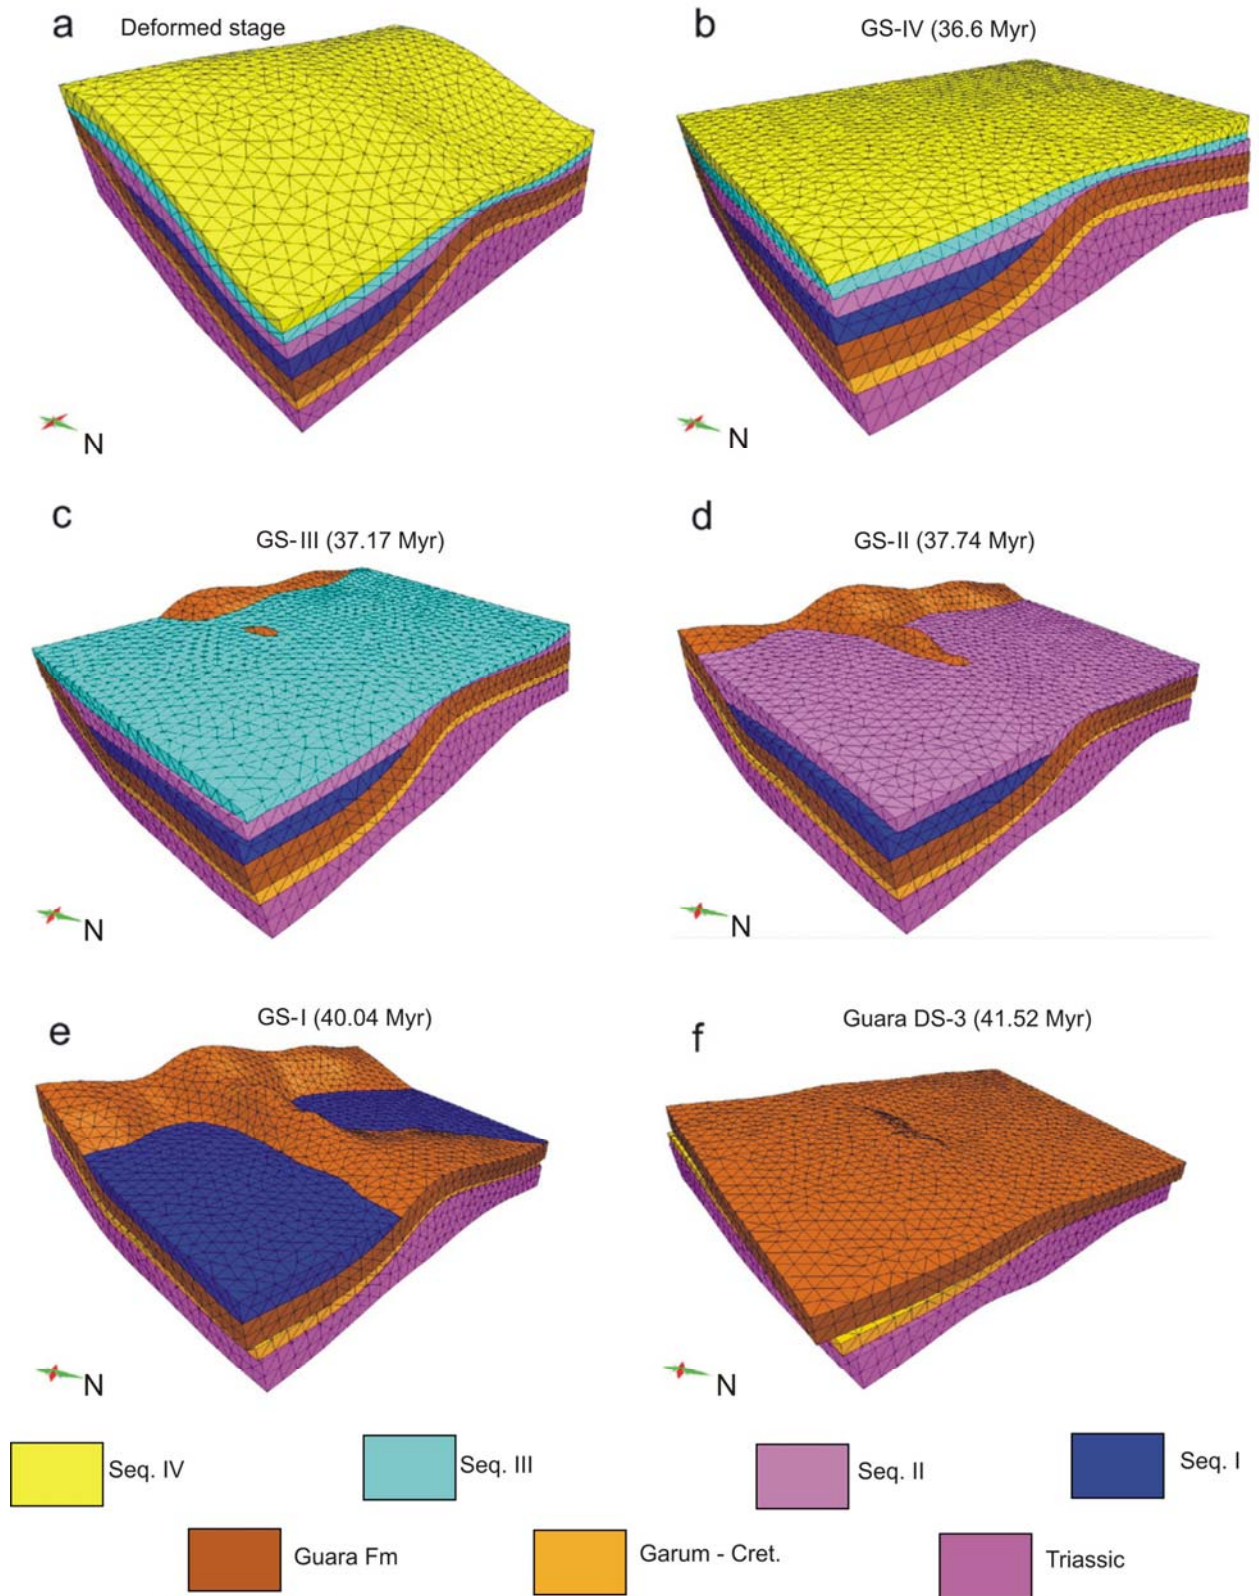 a
Deformed stage
b
GS-IV (36.6 Myr)
N
N
c
GS-III (37.17 Myr)
d
GS-II (37.74 Myr)
N
N
e
GS-I (40.04 Myr)
f
Guara DS-3 (41.52 Myr)
N
N
Seq. IV
Seq. III
Seq. II
Seq. I
Guara Fm
Garum - Cret.
Triassic